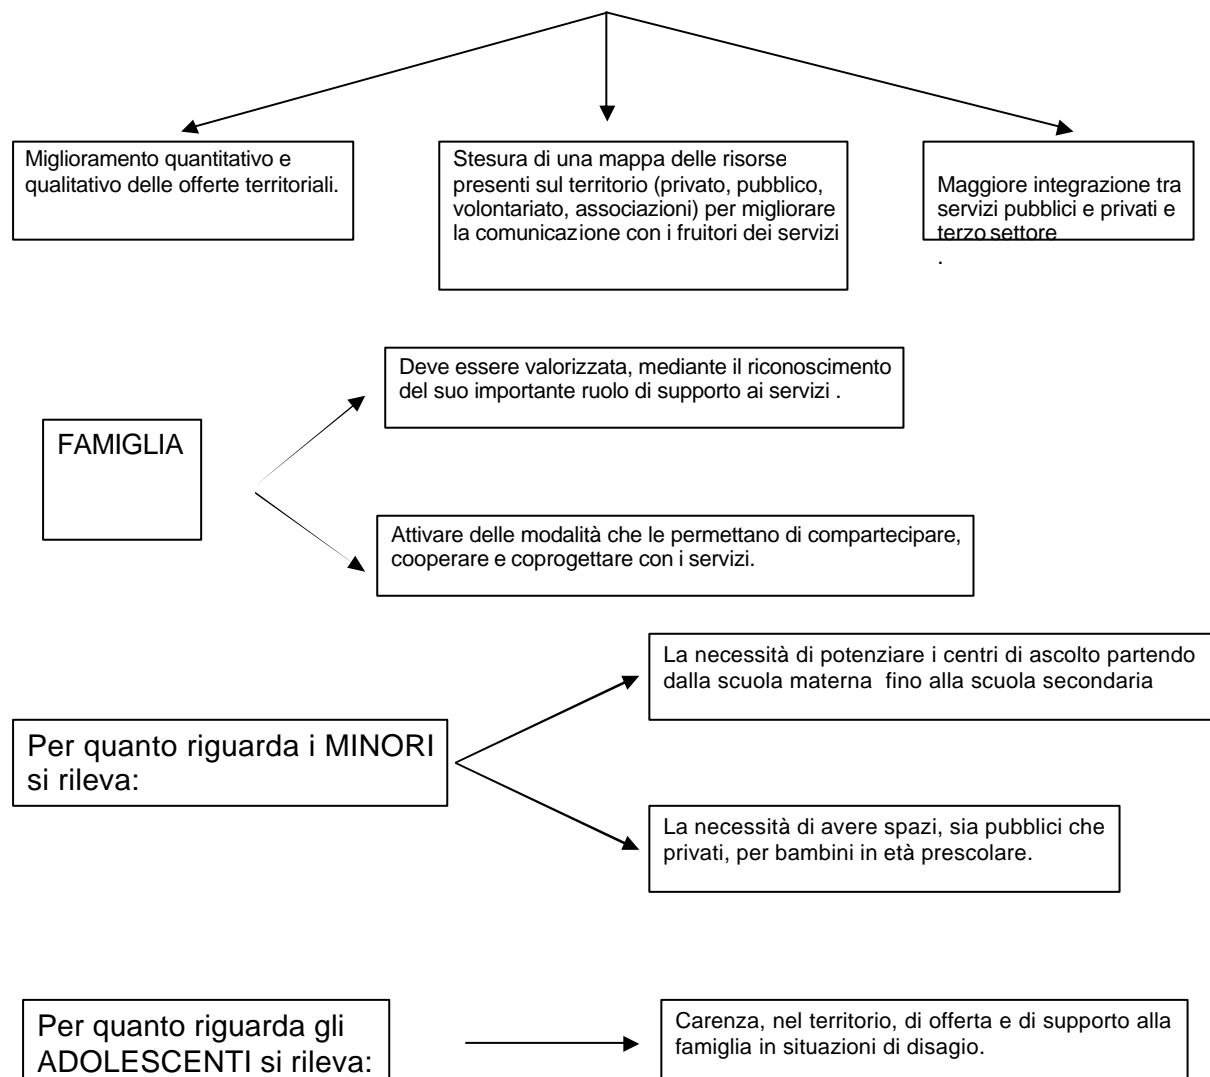 Miglioramento quantitativo e
qualitativo delle offerte territoriali.
Stesura di una mappa delle risorse
presenti sul territorio (privato, pubblico,
volontariato, associazioni) per migliorare
la comunicazione con i fruitori dei servizi
Maggiore integrazione tra
servizi pubblici e privati e
terzo settore
.
Deve essere valorizzata, mediante il riconoscimento
del suo importante ruolo di supporto ai servizi .
FAMIGLIA
Attivare delle modalità che le permettano di compartecipare,
cooperare e coprogettare con i servizi.
La necessità di potenziare i centri di ascolto partendo
dalla scuola materna  fino alla scuola secondaria
Per quanto riguarda i MINORI
si rileva:
La necessità di avere spazi, sia pubblici che
privati, per bambini in età prescolare.
Per quanto riguarda gli
ADOLESCENTI si rileva:
Carenza, nel territorio, di offerta e di supporto alla
famiglia in situazioni di disagio.